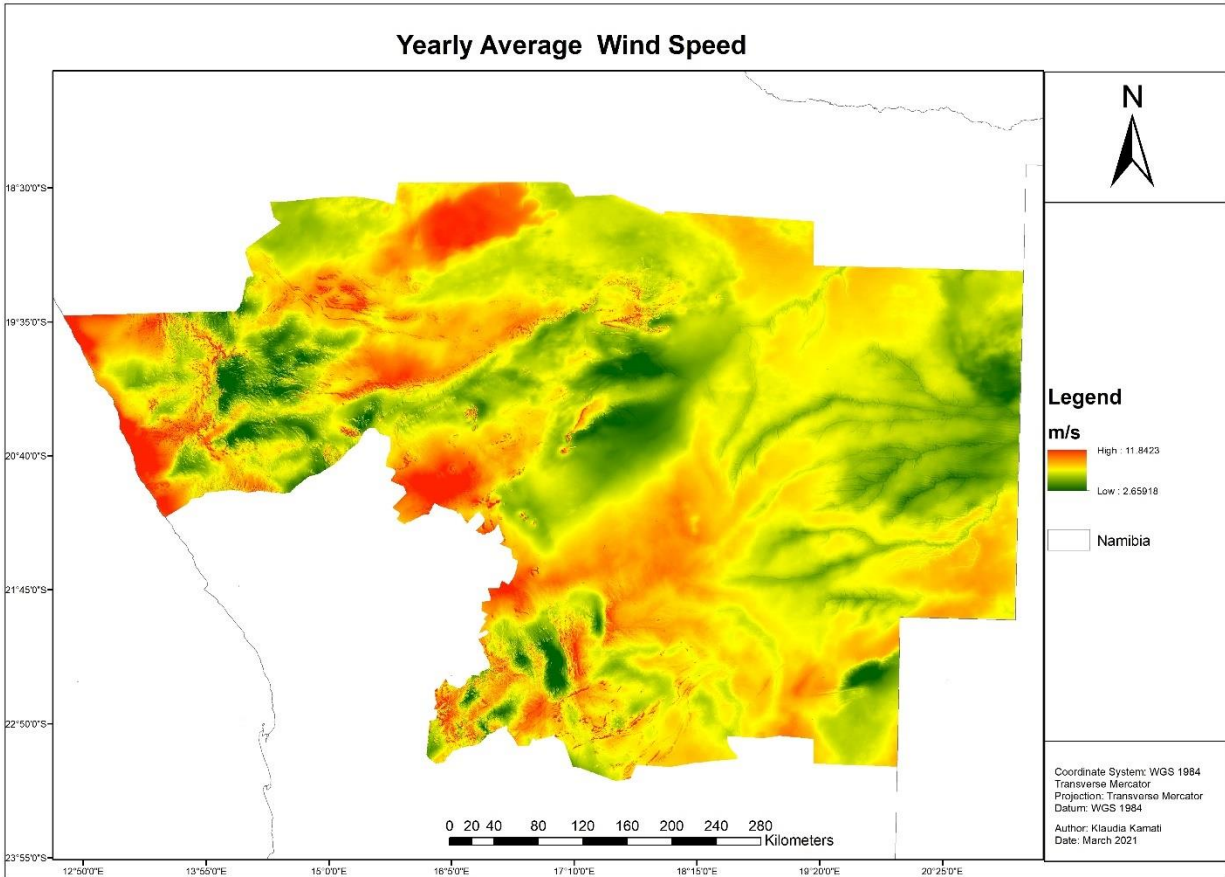 Yearly Average  Wind Speed
N
18°30'0"S
19°35'0"S
20°40'0"S
21°45'0"S
22°50'0"S
23°55'0"S
12°50'0"E
13°55'0"E
15°0'0"E
16°5'0"E
17°10'0"E
18°15'0"E
19°20'0"E
20°25'0"E
0 20 40 80 120 160 200 240 280
Kilometers
Legend
m/s
High : 11.8423
Low : 2.65918
Namibia
Coordinate System: WGS 1984
Transverse Mercator
Projection: Transverse Mercator
Datum: WGS 1984
Author: Klaudia Kamati
Date: March 2021